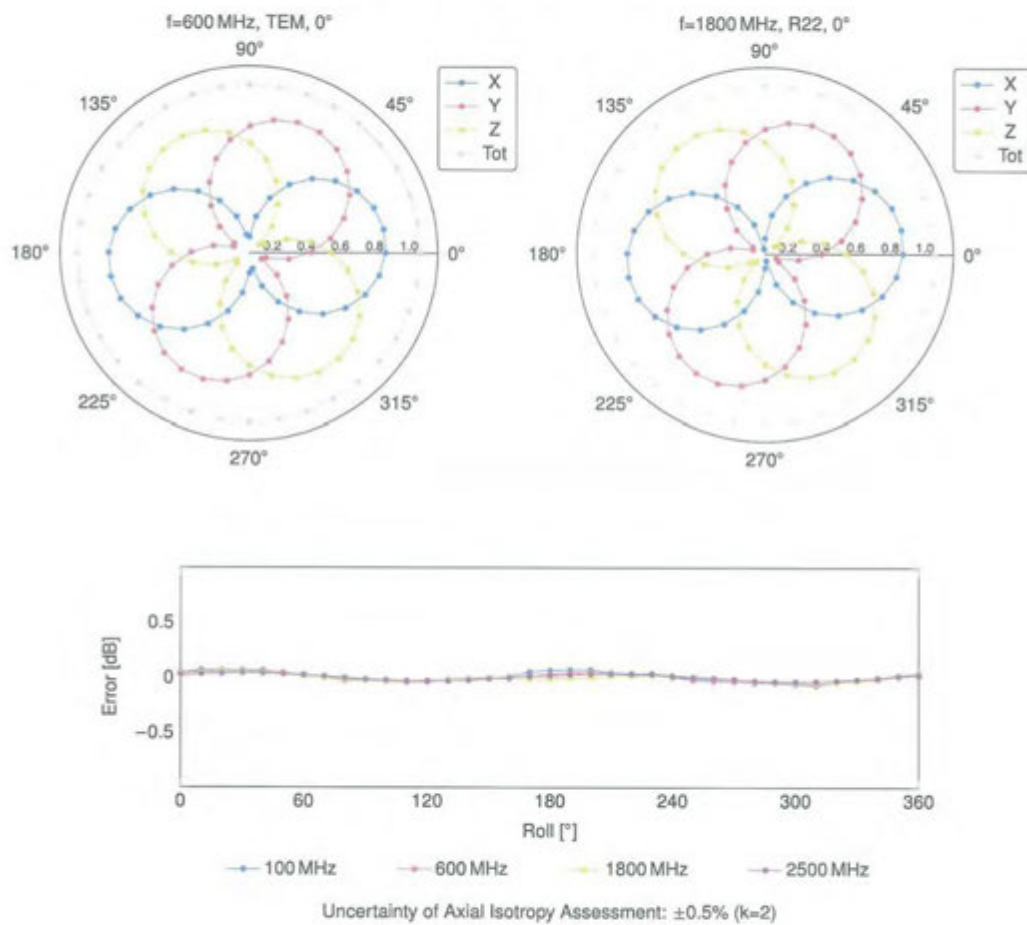 f=600 MHz, TEM, 0°
90°
135°
45°
180°
0.2 0.4 0.6 0.8 1.0
0°
225°
315°
270°
X
Y
Z
Tot
f=1800 MHz, R22, 0°
90°
135°
45°
180°
0.2 0.4 0.6 0.8 1.0
0°
225°
315°
270°
X
Y
Z
Tot
Error [dB]
0.5
0
−0.5
0 60 120 180 240 300 360
Roll [°]
100 MHz 600 MHz 1800 MHz 2500 MHz
Uncertainty of Axial Isotropy Assessment: ±0.5% (k=2)